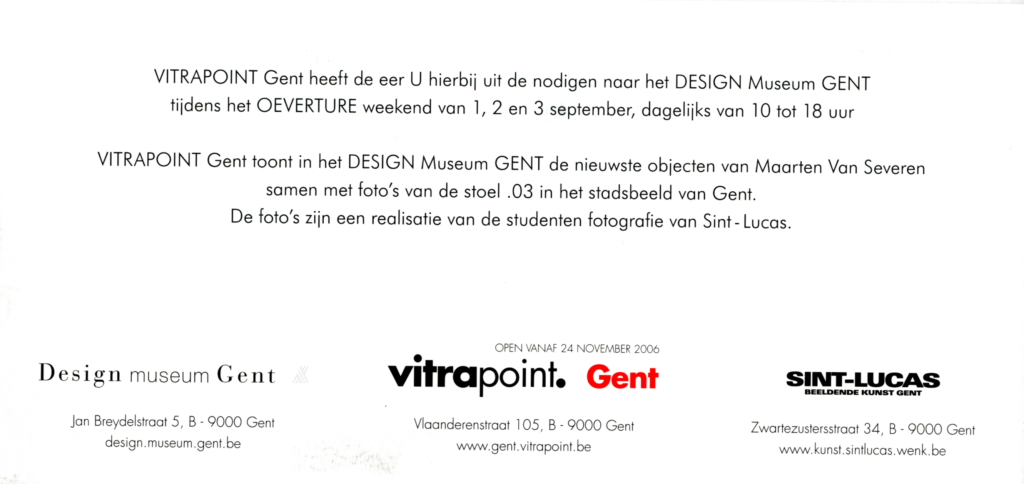 VITRAPOINT Gent heeft de eer U hierbij uit de nodigen naar het DESIGN Museum GENT
tijdens het OEVERTURE weekend van 1, 2 en 3 september, dagelijks van 10 tot 18 uur
VITRAPOINT Gent toont in het DESIGN Museum GENT de nieuwste objecten van Maarten Van Severen
samen met foto's van de stoel .03 in het stadsbeeld van Gent.
De foto's zijn een realisatie van de studenten fotografie van Sint-Lucas.
Design museum Gent
Jan Breydelstraat 5, B - 9000 Gent
design.museum.gent.be
OPEN VANAF 24 NOVEMBER 2006
vitrapoint. Gent
Vlaanderenstraat 105, B - 9000 Gent
www.gent.vitrapoint.be
SINT-LUCAS
BEELDENDE KUNST GENT
Zwartezustersstraat 34, B - 9000 Gent
www.kunst.sintlucas.wenk.be